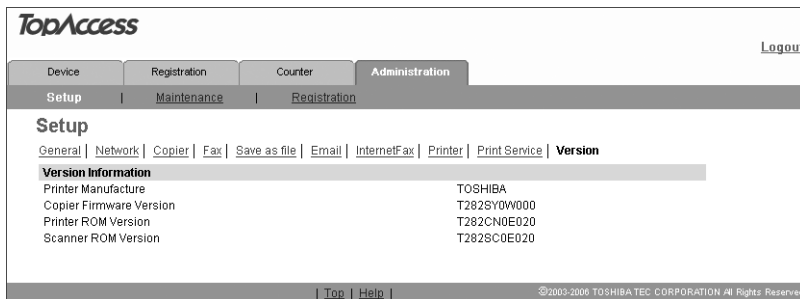 TopAccess
Logout
Device Registration Counter Administration
Setup | Maintenance | Registration
Setup
General | Network | Copier | Fax | Save as file | Email | InternetFax | Printer | Print Service | Version
Version Information
Printer Manufacture TOSHIBA
Copier Firmware Version T282SY0W000
Printer ROM Version T282CN0E020
Scanner ROM Version T282SC0E020
| Top | Help | ©2003-2006 TOSHIBA TEC CORPORATION All Rights Reserve